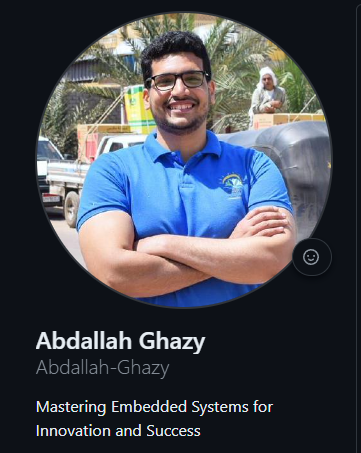 Abdallah Ghazy
Abdallah-Ghazy
Mastering Embedded Systems for
Innovation and Success